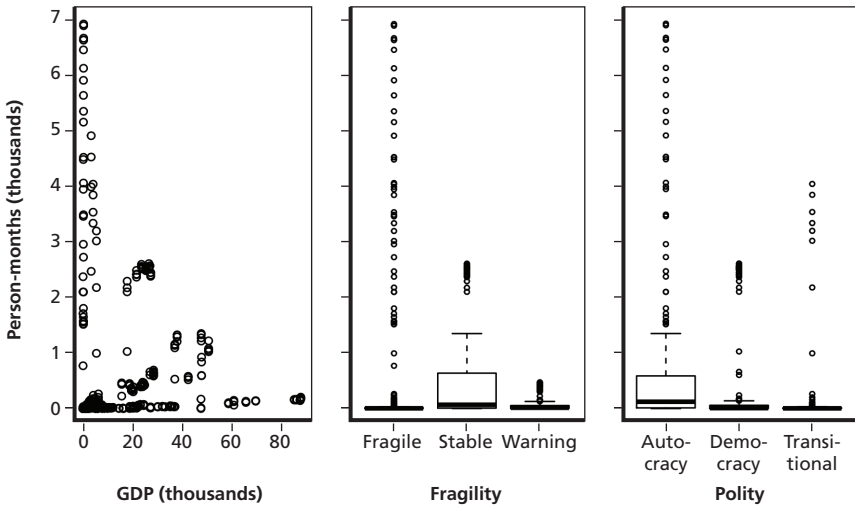 Person-months (thousands)
7
6
5
4
3
2
1
0
0 20 40 60 80
GDP (thousands)
Fragile Stable Warning
Fragility
Auto-
cracy
Demo-
cracy
Transi-
tional
Polity